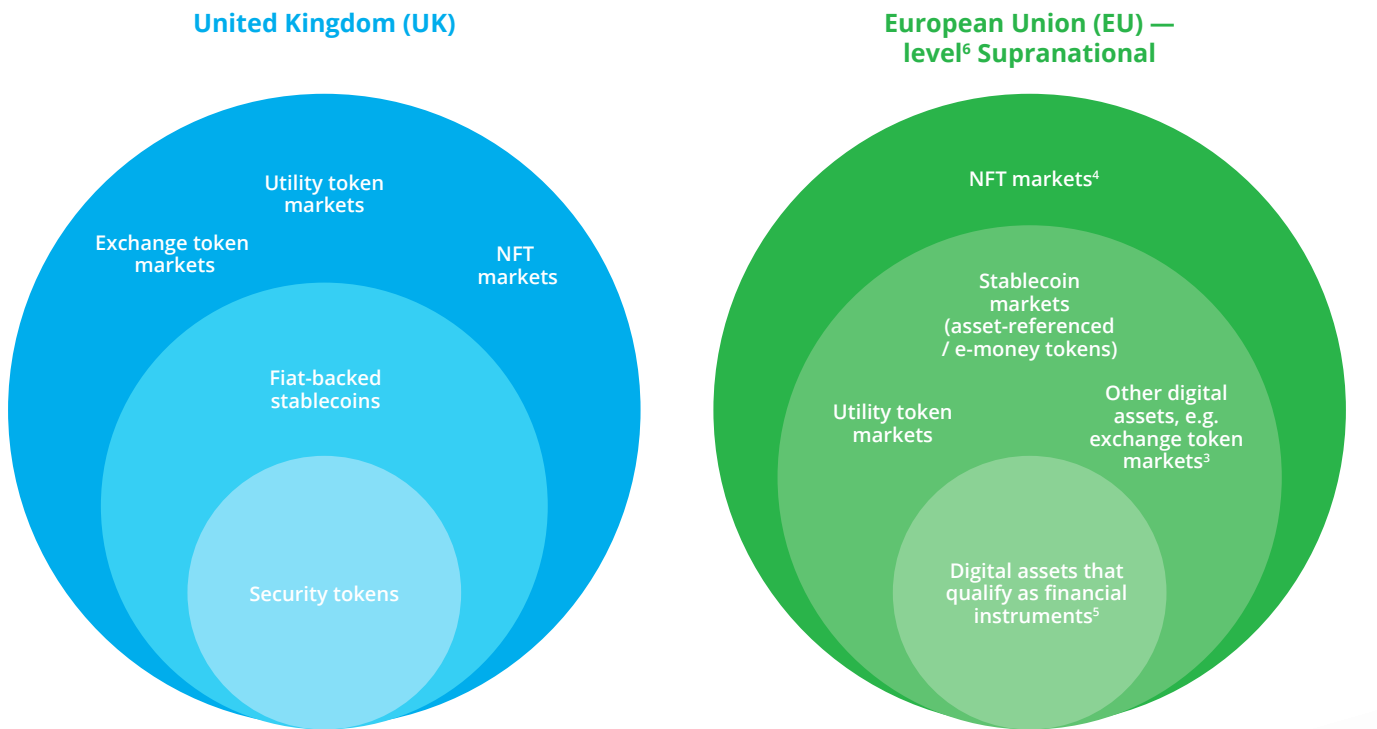 United Kingdom (UK)
Utility token
markets
Exchange token
markets
NFT
markets
Fiat-backed
stablecoins
Security tokens
European Union (EU) —
level⁶ Supranational
NFT markets⁴
Stablecoin
markets
(asset-referenced
/ e-money tokens)
Utility token
markets
Other digital
assets, e.g.
exchange token
markets³
Digital assets that
qualify as financial
instruments⁵